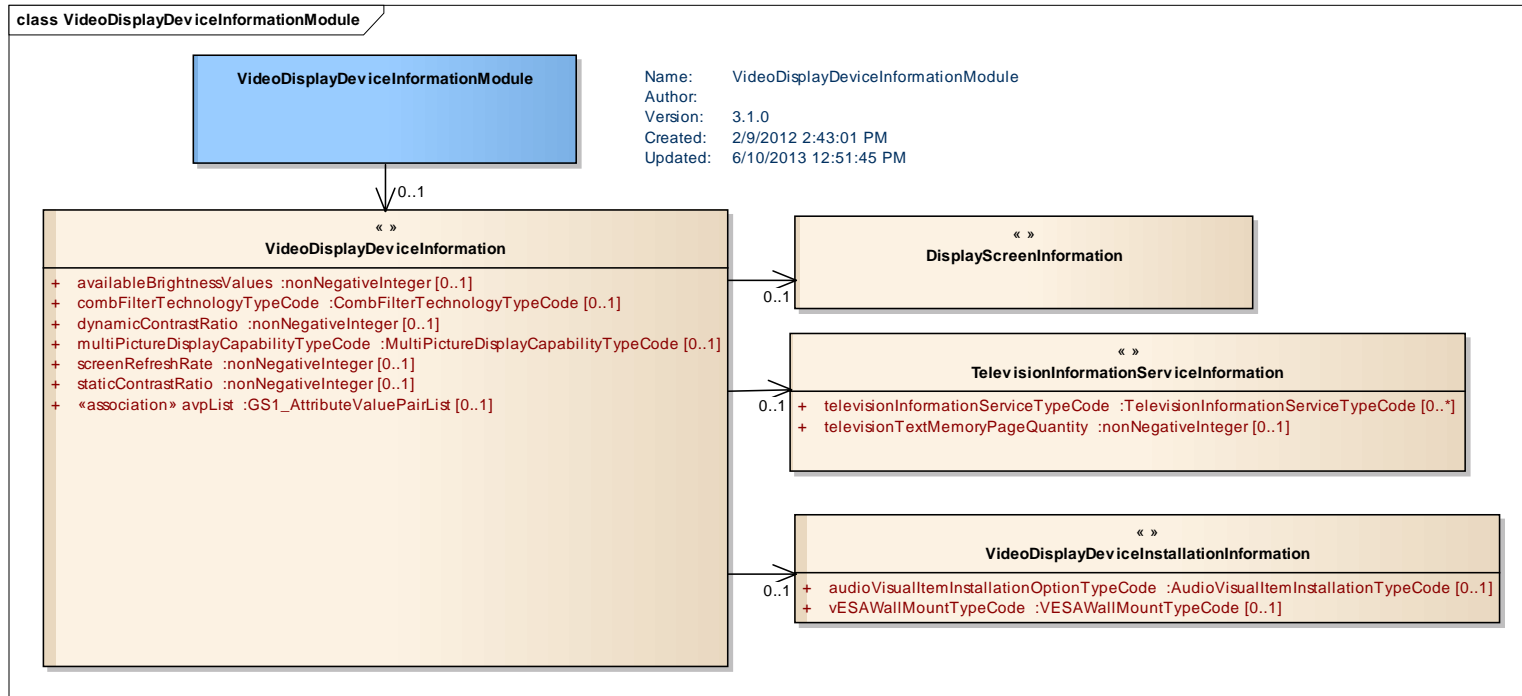 class VideoDisplayDeviceInformationModule
VideoDisplayDeviceInformationModule
Name: VideoDisplayDeviceInformationModule
Author:
Version: 3.1.0
Created: 2/9/2012 2:43:01 PM
Updated: 6/10/2013 12:51:45 PM
0..1
« »
VideoDisplayDeviceInformation
+ availableBrightnessValues :nonNegativeInteger [0..1]
+ combFilterTechnologyTypeCode :CombFilterTechnologyTypeCode [0..1]
+ dynamicContrastRatio :nonNegativeInteger [0..1]
+ multiPictureDisplayCapabilityTypeCode :MultiPictureDisplayCapabilityTypeCode [0..1]
+ screenRefreshRate :nonNegativeInteger [0..1]
+ staticContrastRatio :nonNegativeInteger [0..1]
+ «association» avpList :GS1_AttributeValuePairList [0..1]
0..1
« »
DisplayScreenInformation
0..1
« »
TelevisionInformationServiceInformation
+ televisionInformationServiceTypeCode :TelevisionInformationServiceTypeCode [0..*]
+ televisionTextMemoryPageQuantity :nonNegativeInteger [0..1]
0..1
« »
VideoDisplayDeviceInstallationInformation
+ audioVisualItemInstallationOptionTypeCode :AudioVisualItemInstallationTypeCode [0..1]
+ vESAWallMountTypeCode :VESAWallMountTypeCode [0..1]